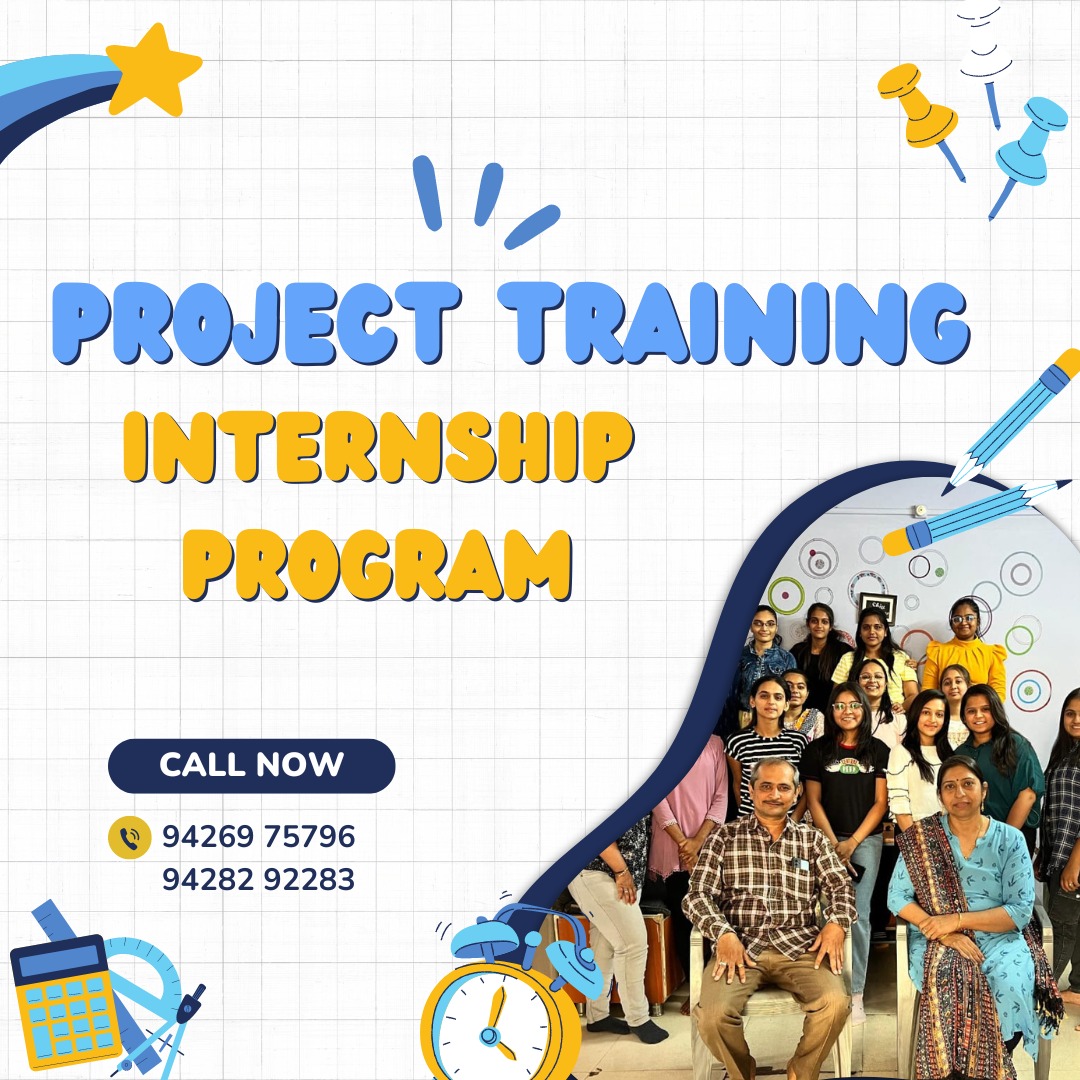 PROJECT TRAINING
INTERNSHIP
PROGRAM
CALL NOW
94269 75796
94282 92283